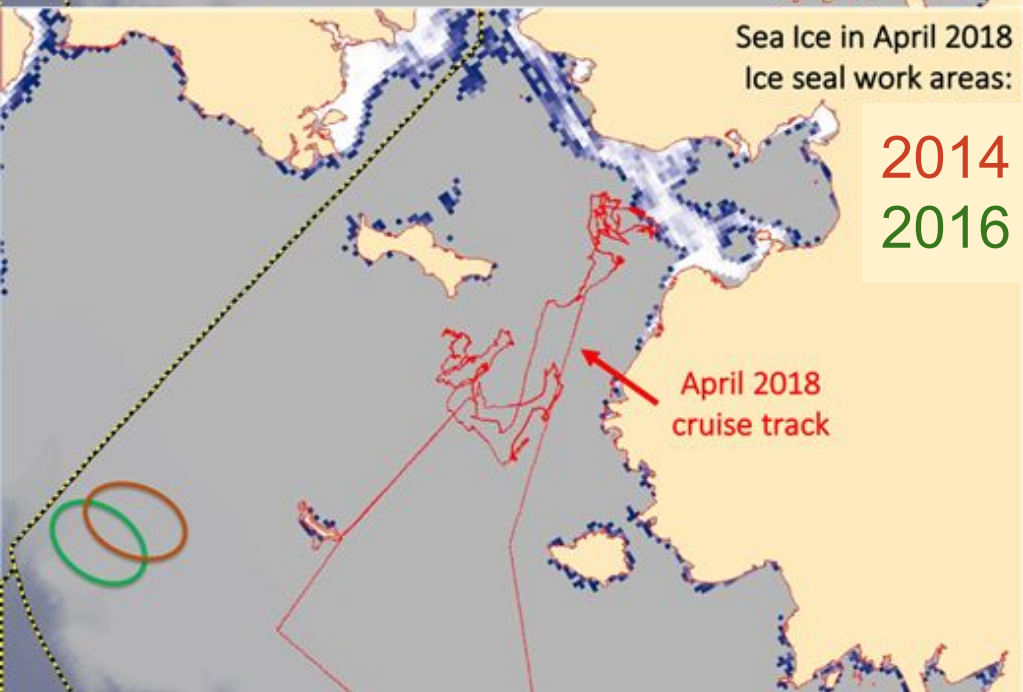 Sea Ice in April 2018
Ice seal work areas:
2014
2016
April 2018
cruise track